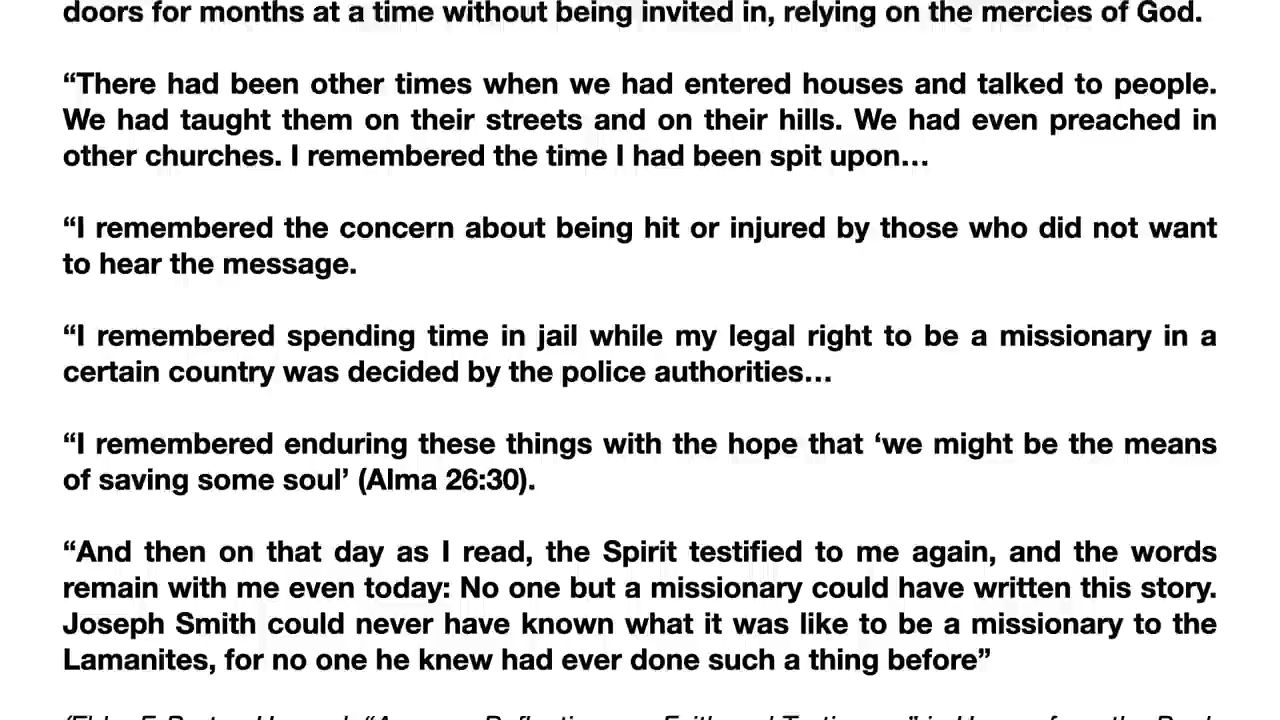 doors for months at a time without being invited in, relying on the mercies of God.
“There had been other times when we had entered houses and talked to people.
We had taught them on their streets and on their hills. We had even preached in
other churches. I remembered the time I had been spit upon…
“I remembered the concern about being hit or injured by those who did not want
to hear the message.
“I remembered spending time in jail while my legal right to be a missionary in a
certain country was decided by the police authorities…
“I remembered enduring these things with the hope that ‘we might be the means
of saving some soul’ (Alma 26:30).
“And then on that day as I read, the Spirit testified to me again, and the words
remain with me even today: No one but a missionary could have written this story.
Joseph Smith could never have known what it was like to be a missionary to the
Lamanites, for no one he knew had ever done such a thing before”